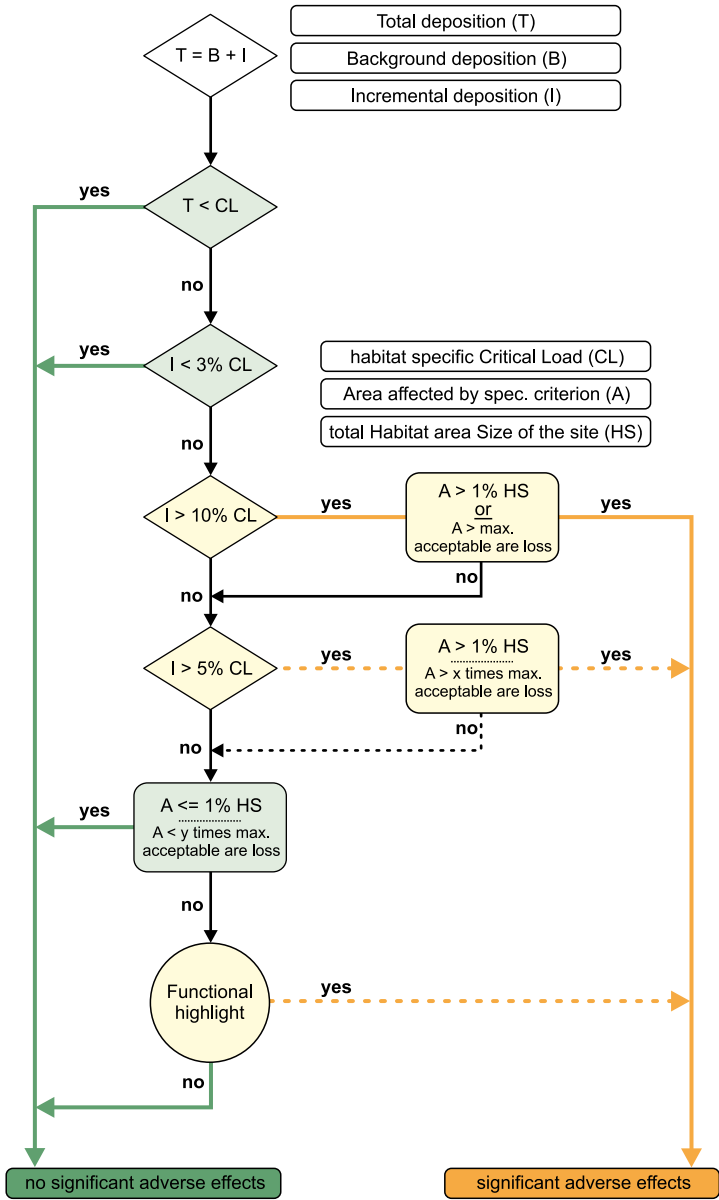 T = B + I
Total deposition (T)
Background deposition (B)
Incremental deposition (I)
yes
T < CL
no
yes
I < 3% CL
habitat specific Critical Load (CL)
Area affected by spec. criterion (A)
total Habitat area Size of the site (HS)
no
I > 10% CL
yes
A > 1% HS
or
A > max.
acceptable are loss
yes
no
no
I > 5% CL
yes
A > 1% HS
A > x times max.
acceptable are loss
yes
no
no
yes
A <= 1% HS
A < y times max.
acceptable are loss
no
Functional
highlight
yes
no
no significant adverse effects
significant adverse effects